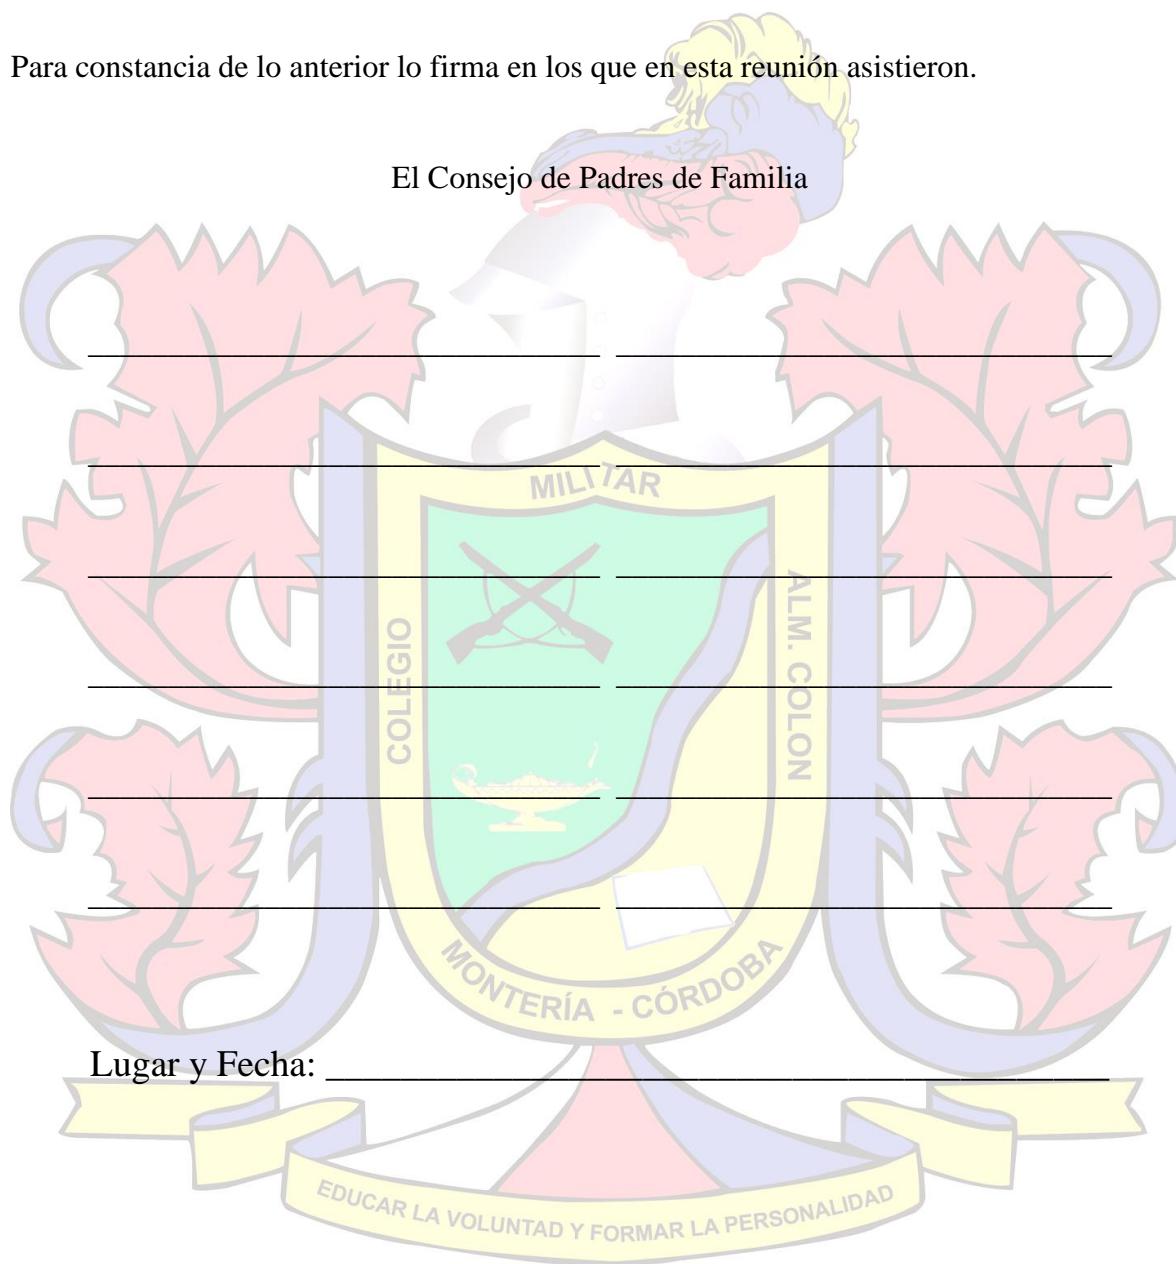 Para constancia de lo anterior lo firma en los que en esta reunión asistieron.
El Consejo de Padres de Familia
MILITAR
COLEGIO
ALM. COLON
MONTERÍA - CÓRDOBA
Lugar y Fecha:
EDUCAR LA VOLUNTAD Y FORMAR LA PERSONALIDAD